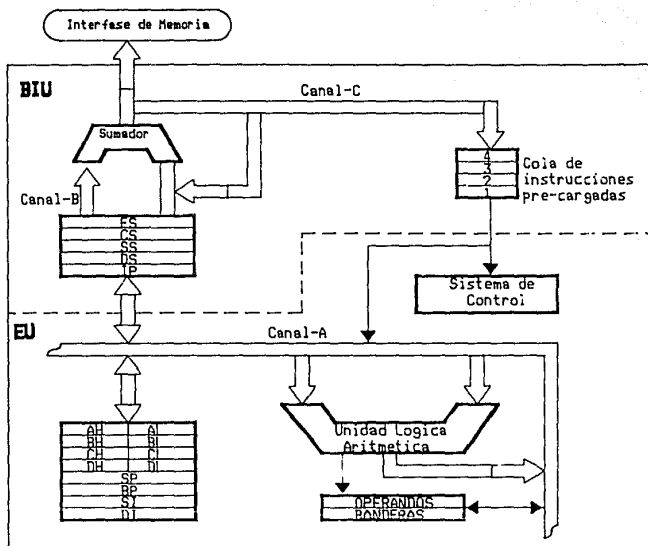 Interfase de Memoria
BIU
Canal-C
Sumador
4
3
2
1
Cola de
instrucciones
pre-cargadas
Canal-B
ES
CS
SS
DS
IP
Sistema de
Control
EU
Canal-A
AH AL
BH BL
CH CL
DH DL
SP
BP
SI
DI
Unidad Logica
Aritmetica
OPERANDOS
BANDERAS